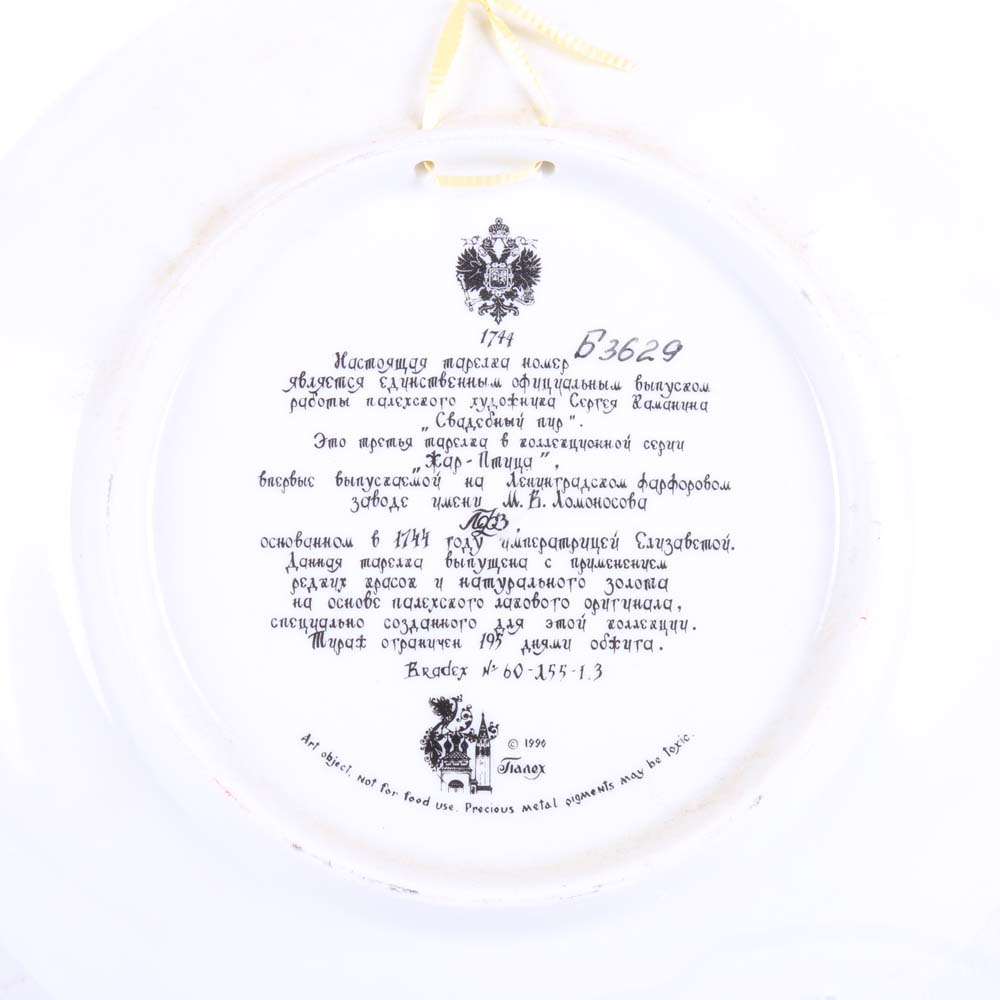 1744
Настоящая тарелка номер Б3629
является единственным официальным выпуском
работы палехского художника Сергея Каманина
„Свадебный пир".
Это третья тарелка в коллекционной серии
„Жар-Птица",
впервые выпускаемой на Ленинградском фарфоровом
заводе имени М.В.Ломоносова
ЛФЗ,
основанном в 1744 году императрицей Елизаветой.
Данная тарелка выпущена с применением
редких красок и натурального золота
на основе палехского лакового оригинала,
специально созданного для этой коллекции.
Тираж ограничен 195 днями обжига.
Bradex № 60-L55-1.3
© 1990
Палех
Art object. Not for food use. Precious metal pigments may be toxic.